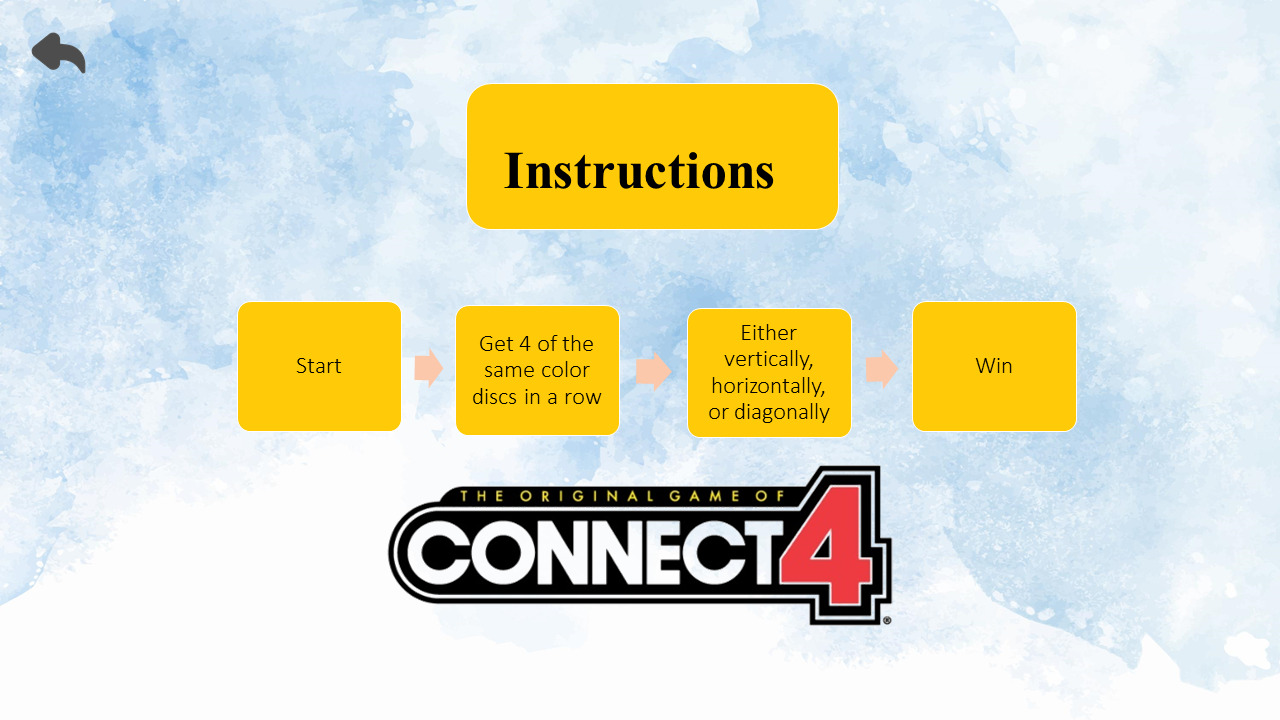 Instructions
Start
Get 4 of the
same color
discs in a row
Either
vertically,
horizontally,
or diagonally
Win
THE ORIGINAL GAME OF
CONNECT 4
®